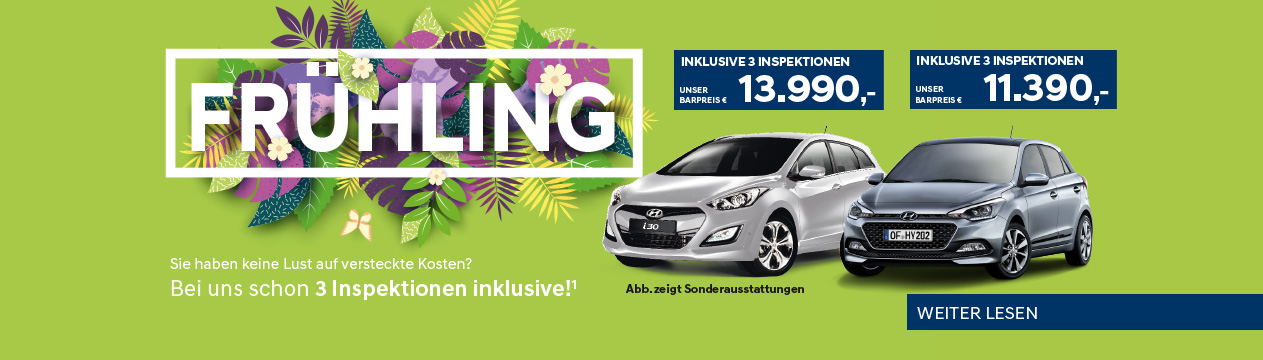 FRÜHLING
INKLUSIVE 3 INSPEKTIONEN
UNSER
BARPREIS € 13.990,-
INKLUSIVE 3 INSPEKTIONEN
UNSER
BARPREIS € 11.390,-
i30
OF HY202
Sie haben keine Lust auf versteckte Kosten?
Bei uns schon 3 Inspektionen inklusive!¹
Abb. zeigt Sonderausstattungen
WEITER LESEN